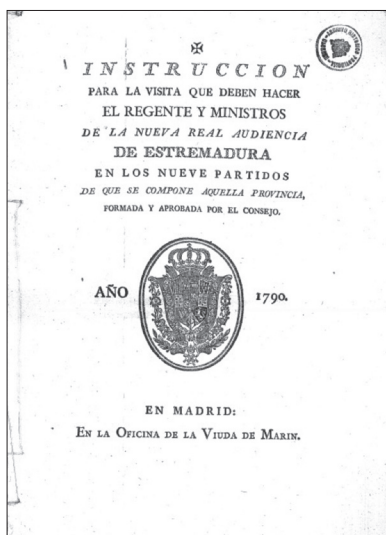 ✠
INSTRUCCION
PARA LA VISITA QUE DEBEN HACER
EL REGENTE Y MINISTROS
DE LA NUEVA REAL AUDIENCIA
DE ESTREMADURA
EN LOS NUEVE PARTIDOS
DE QUE SE COMPONE AQUELLA PROVINCIA,
FORMADA Y APROBADA POR EL CONSEJO.
AÑO 1790.
EN MADRID:
EN LA OFICINA DE LA VIUDA DE MARIN.